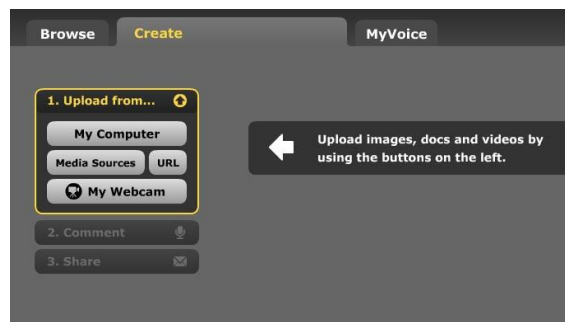 Browse
Create
MyVoice
1. Upload from...
My Computer
Media Sources
URL
My Webcam
2. Comment
3. Share
Upload images, docs and videos by
using the buttons on the left.